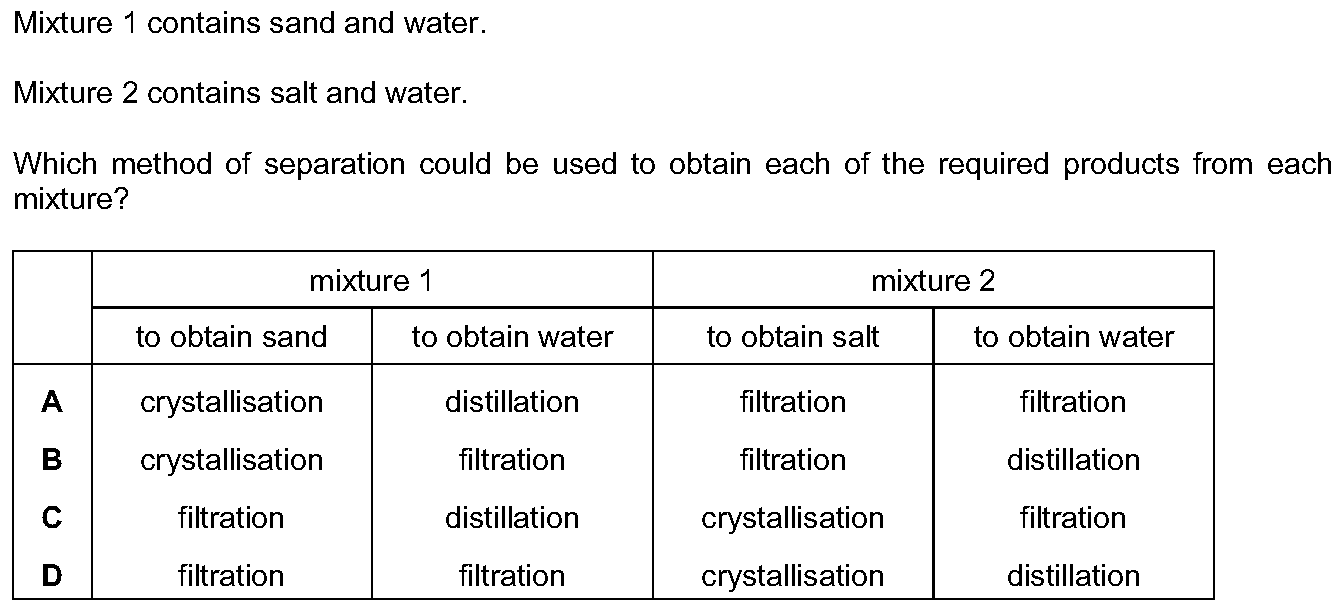 Mixture 1 contains sand and water.
Mixture 2 contains salt and water.
Which method of separation could be used to obtain each of the required products from each
mixture?
mixture 1 mixture 2
to obtain sand to obtain water to obtain salt to obtain water
A crystallisation distillation filtration filtration
B crystallisation filtration filtration distillation
C filtration distillation crystallisation filtration
D filtration filtration crystallisation distillation